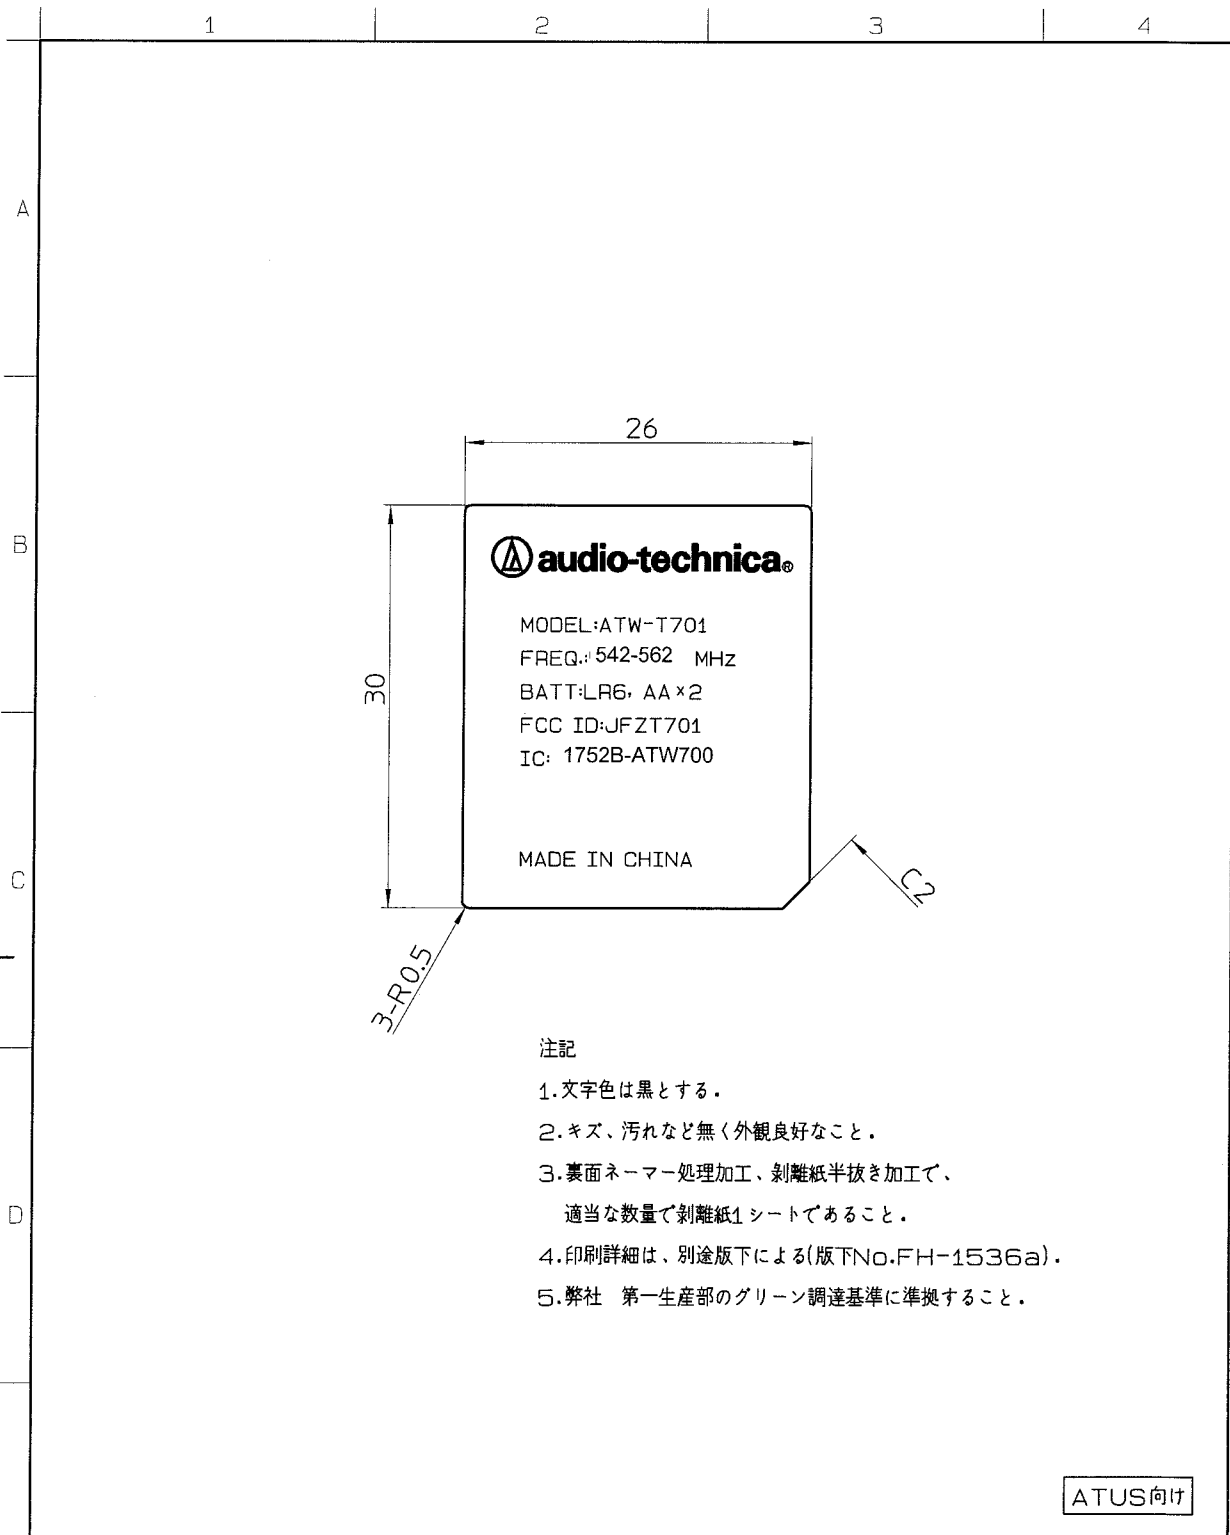 1 2 3 4
A
B
C
D
26
30
audio-technica®
MODEL:ATW-T701
FREQ.: 542-562 MHz
BATT:LR6, AA×2
FCC ID:JFZT701
IC: 1752B-ATW700
MADE IN CHINA
C2
3-R0.5
注記
1.文字色は黒とする.
2.キズ、汚れなど無く外観良好なこと.
3.裏面ネーマー処理加工、剝離紙半抜き加工で、
適当な数量で剝離紙1シートであること.
4.印刷詳細は、別途版下による(版下No.FH-1536a).
5.弊社 第一生産部のグリーン調達基準に準拠すること.
ATUS向け